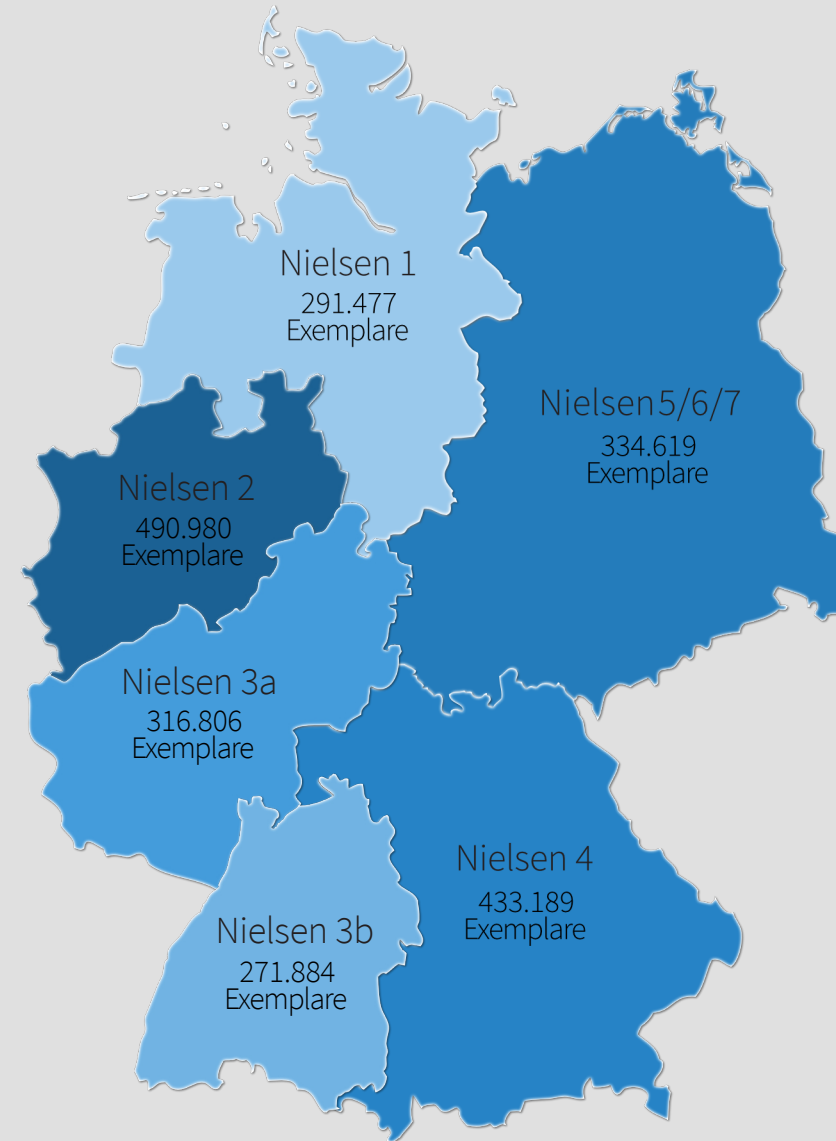 Nielsen 1
291.477
Exemplare
Nielsen 5/6/7
334.619
Exemplare
Nielsen 2
490.980
Exemplare
Nielsen 3a
316.806
Exemplare
Nielsen 4
433.189
Exemplare
Nielsen 3b
271.884
Exemplare